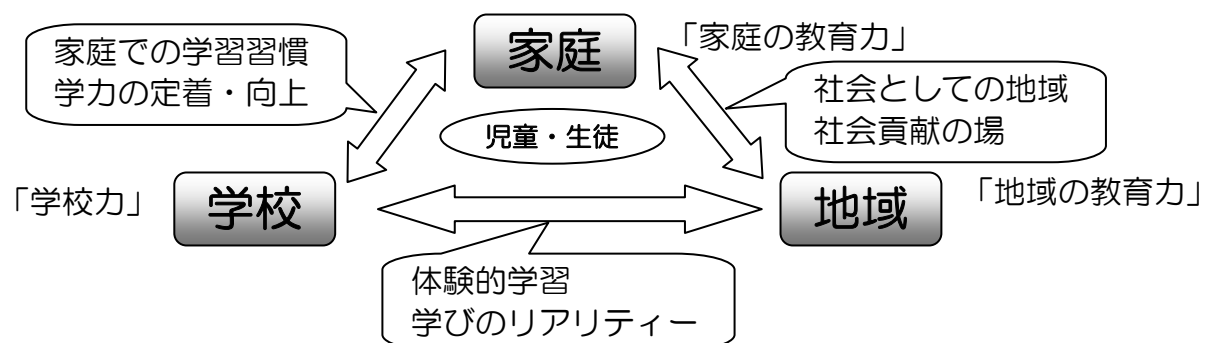 家庭での学習習慣
学力の定着・向上
家庭
「家庭の教育力」
社会としての地域
社会貢献の場
児童・生徒
「学校力」
学校
地域
「地域の教育力」
体験的学習
学びのリアリティー